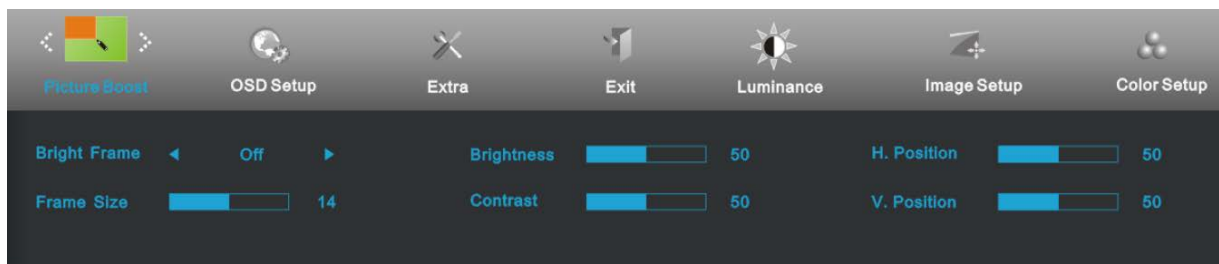 Picture Boost OSD Setup Extra Exit Luminance Image Setup Color Setup
Bright Frame Off Brightness 50 H. Position 50
Frame Size 14 Contrast 50 V. Position 50